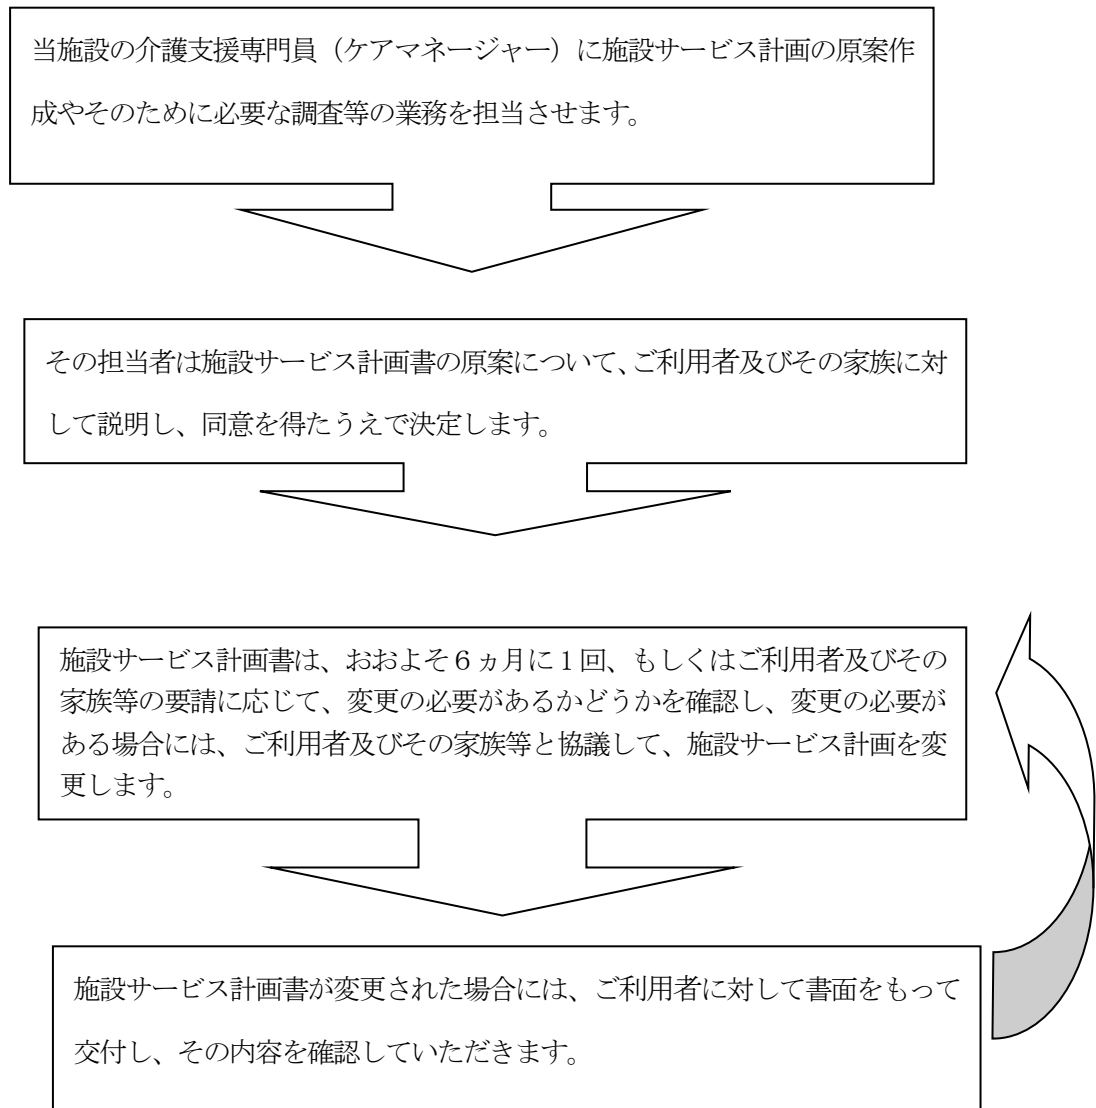 当施設の介護支援専門員（ケアマネージャー）に施設サービス計画の原案作
成やそのために必要な調査等の業務を担当させます。
その担当者は施設サービス計画書の原案について、ご利用者及びその家族に対
して説明し、同意を得たうえで決定します。
施設サービス計画書は、おおよそ６ヵ月に１回、もしくはご利用者及びその
家族等の要請に応じて、変更の必要があるかどうかを確認し、変更の必要が
ある場合には、ご利用者及びその家族等と協議して、施設サービス計画を変
更します。
施設サービス計画書が変更された場合には、ご利用者に対して書面をもって
交付し、その内容を確認していただきます。